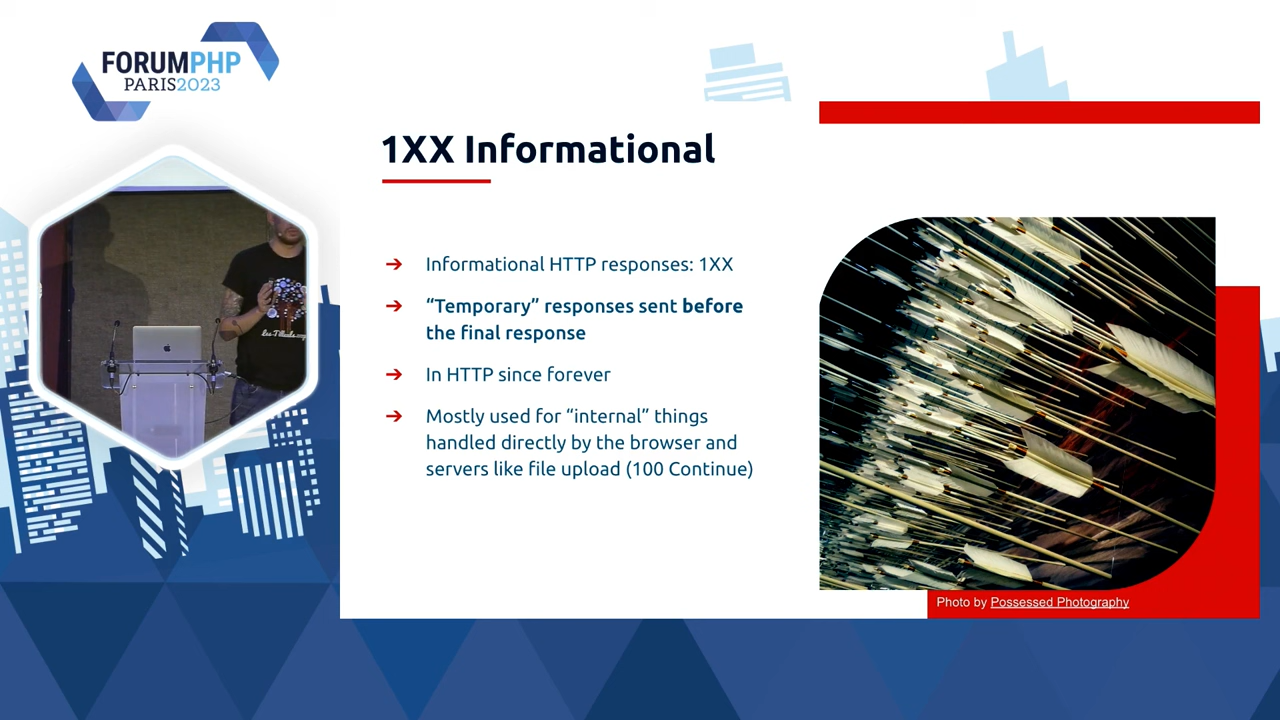 FORUMPHP
PARIS2023
1XX Informational
➔ Informational HTTP responses: 1XX
➔ “Temporary” responses sent before
the final response
➔ In HTTP since forever
➔ Mostly used for “internal” things
handled directly by the browser and
servers like file upload (100 Continue)
Photo by Possessed Photography